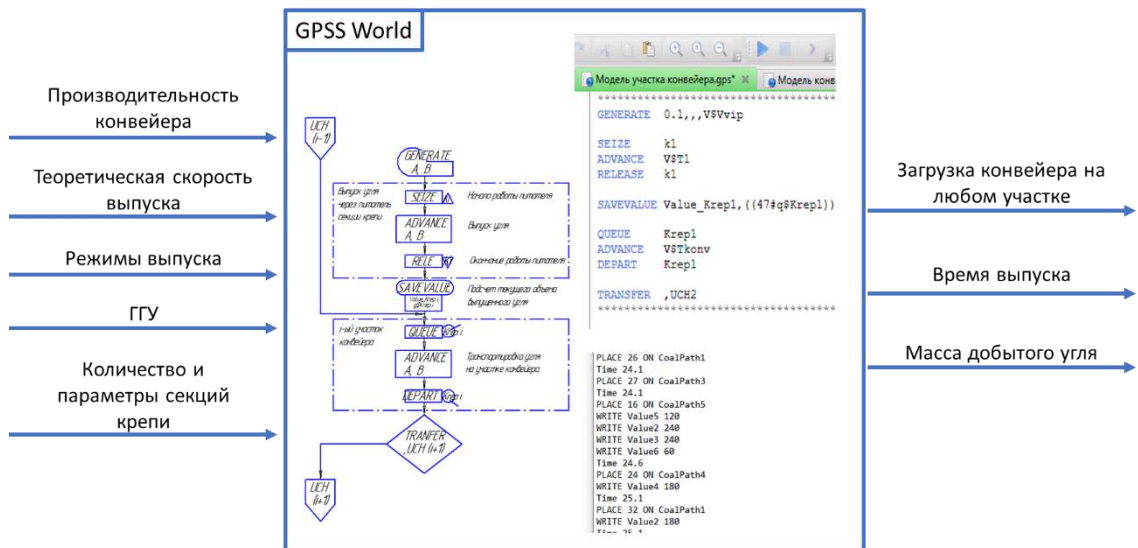 GPSS World
Производительность
конвейера
Теоретическая скорость
выпуска
Режимы выпуска
ГГУ
Количество и
параметры секций
крепи
UCH
(i-1)
GENERATE
A, B
Выпуск угля
через питатель
секции крепи
SEIZE
Начало работы питателя
ADVANCE
A, B
Выпуск угля
RELE
Окончание работы питателя
SAVEVALUE
Подсчет текущего объема
выпущенного угля
i-ый участок
конвейера
QUEUE
ADVANCE
A, B
Транспортировка угля
на участке конвейера
DEPART
TRANFER
,UCH (i+1)
UCH
(i+1)
Модель участка конвейера.gps*
Модель конв
GENERATE 0.1,,,V$Vvip
SEIZE k1
ADVANCE V$T1
RELEASE k1
SAVEVALUE Value_Krep1,((47#q$Krep1))
QUEUE Krep1
ADVANCE V$Tkonv
DEPART Krep1
TRANSFER ,UCH2
PLACE 26 ON CoalPath1
Time 24.1
PLACE 27 ON CoalPath3
Time 24.1
PLACE 16 ON CoalPath5
WRITE Value5 120
WRITE Value2 240
WRITE Value3 240
WRITE Value6 60
Time 24.6
PLACE 24 ON CoalPath4
WRITE Value4 180
Time 25.1
PLACE 32 ON CoalPath1
WRITE Value2 180
Time 25.1
Загрузка конвейера на
любом участке
Время выпуска
Масса добытого угля